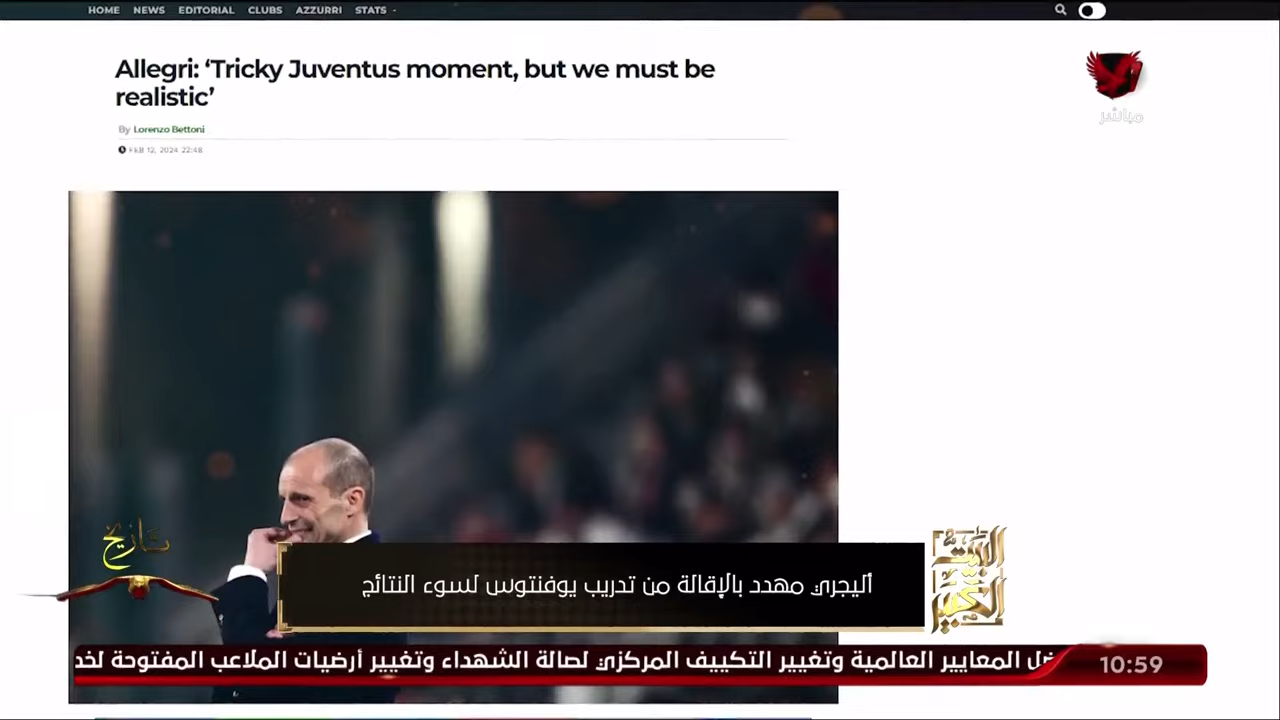 HOME NEWS EDITORIAL CLUBS AZZURRI STATS
Allegri: ‘Tricky Juventus moment, but we must be
realistic’
By Lorenzo Bettoni
FEB 12, 2024 22:48
مباشر
تاريخ
البيت
الكبير
أليجري مهدد بالإقالة من تدريب يوفنتوس لسوء النتائج
المعايير العالمية وتغيير التكييف المركزي لصالة الشهداء وتغيير أرضيات الملاعب المفتوحة
10:59